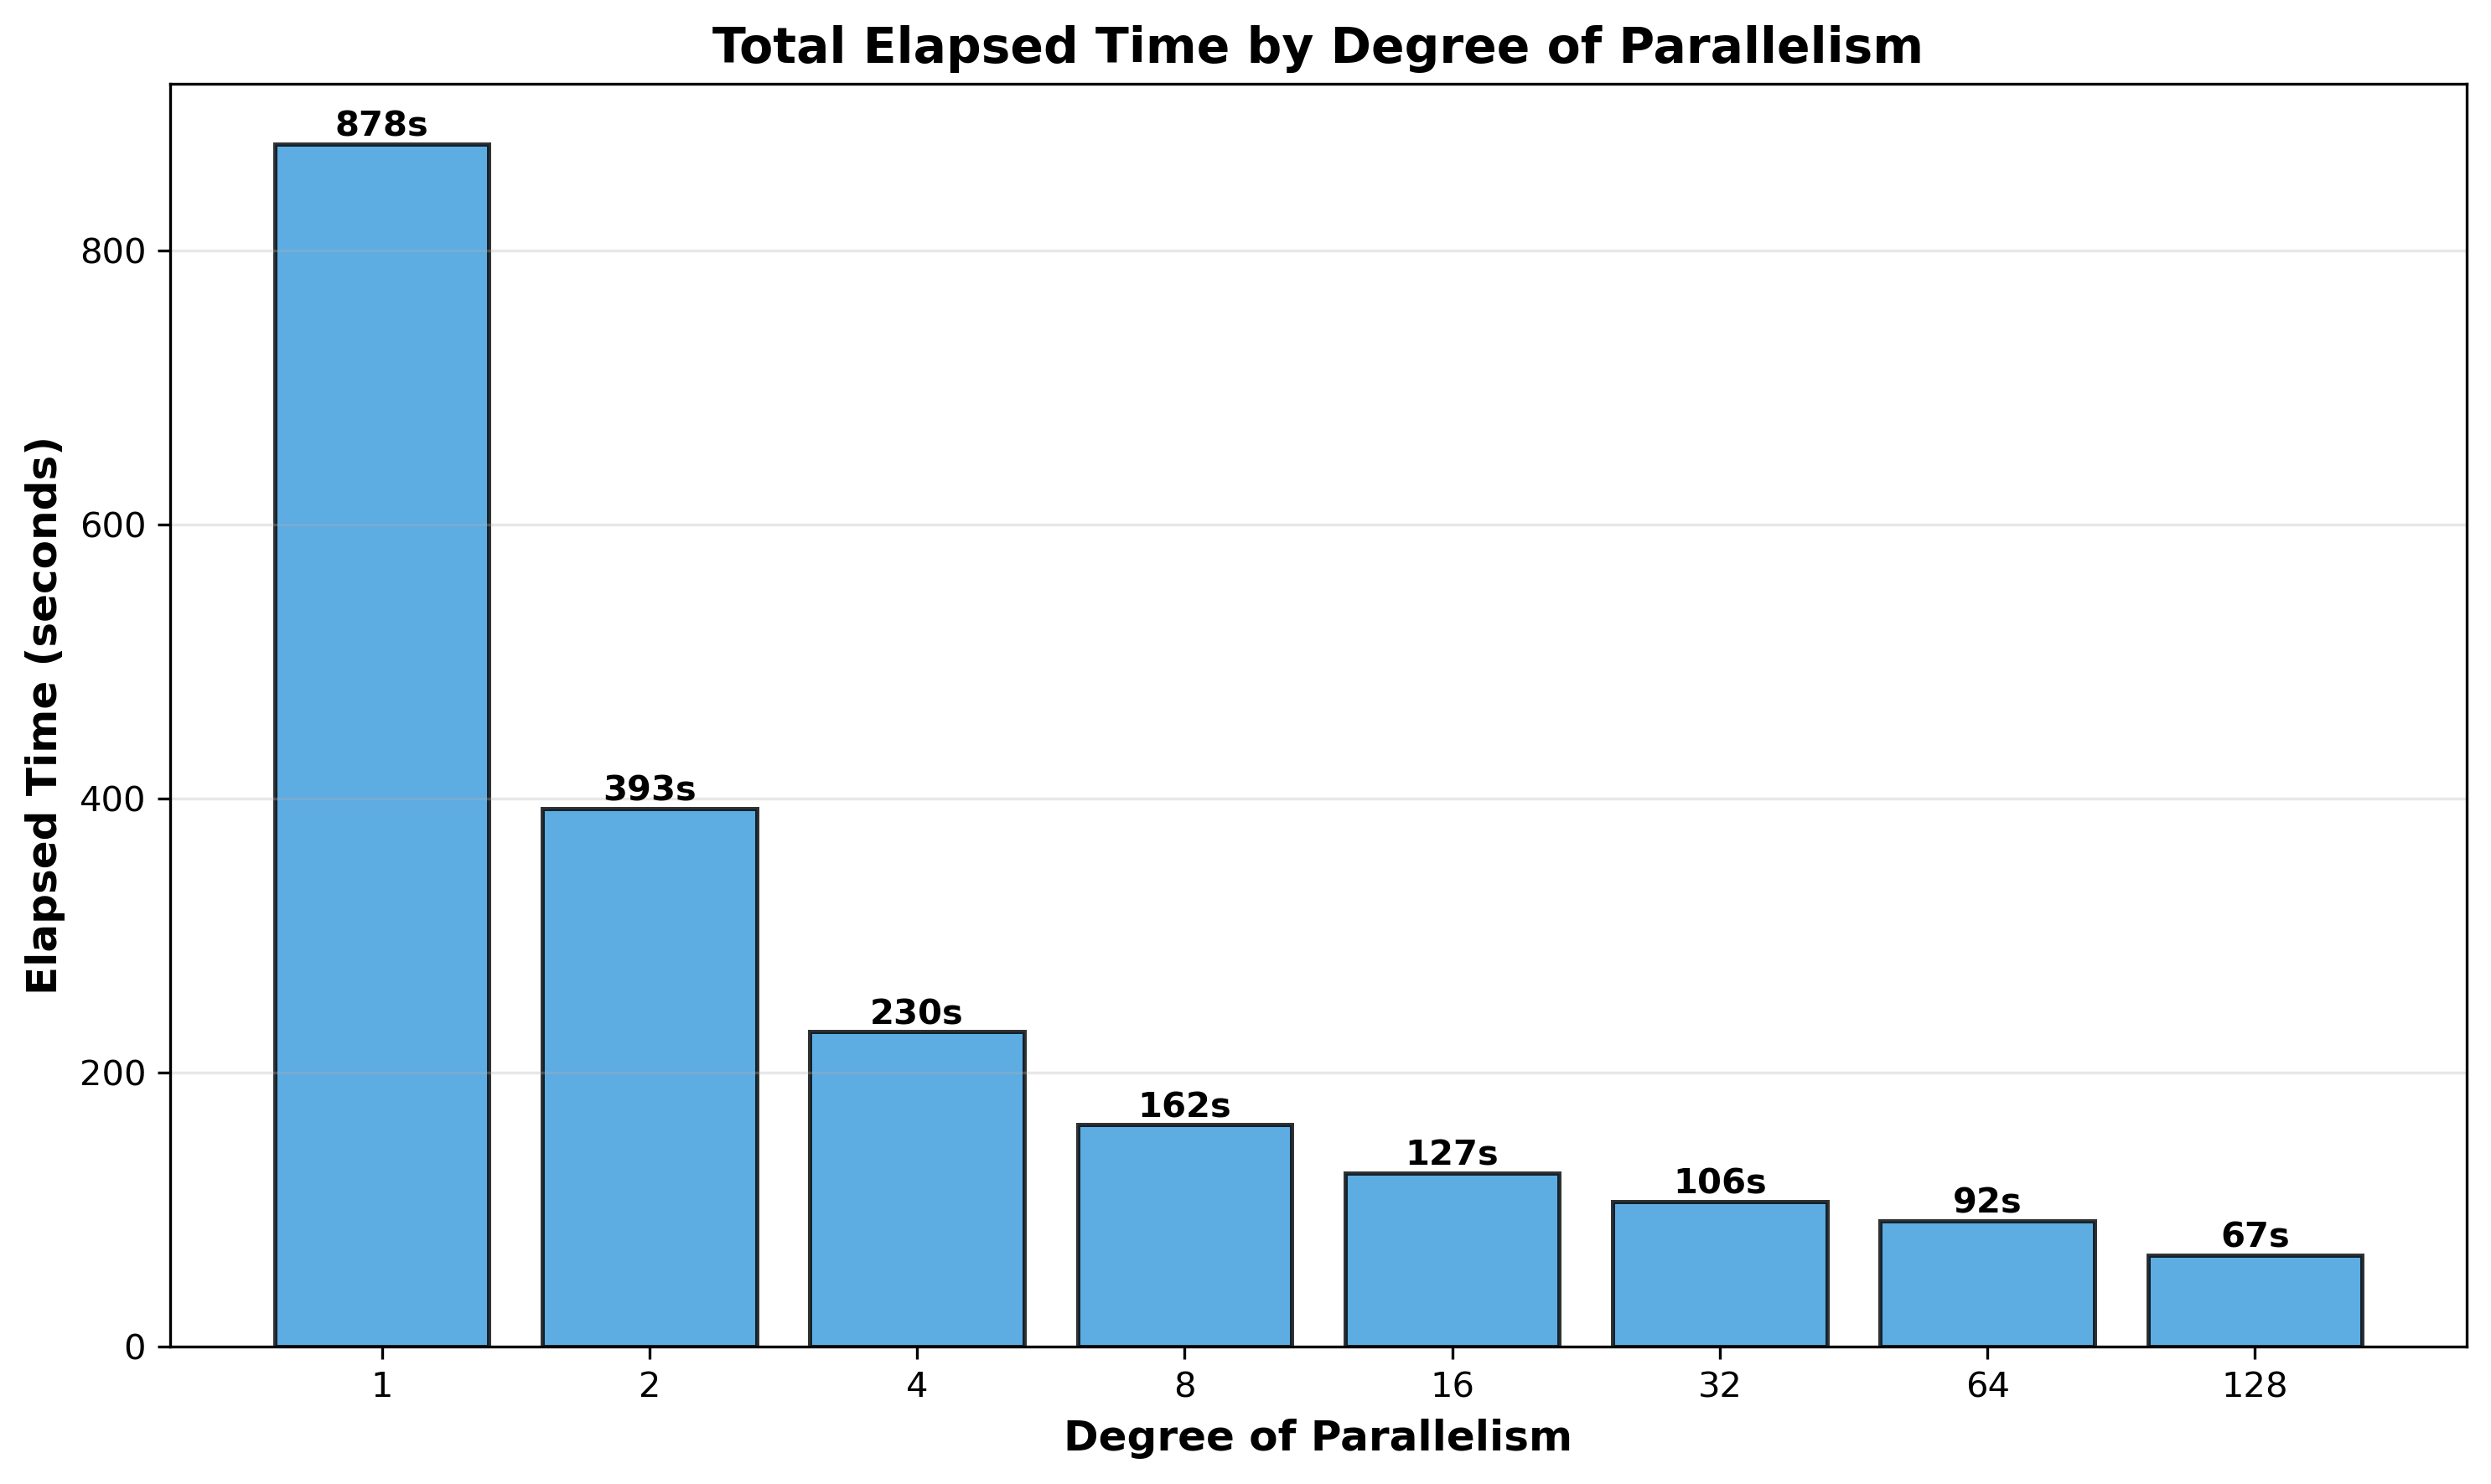 Total Elapsed Time by Degree of Parallelism
878s
393s
230s
162s
127s
106s
92s
67s
800
600
400
200
0
Elapsed Time (seconds)
1 2 4 8 16 32 64 128
Degree of Parallelism